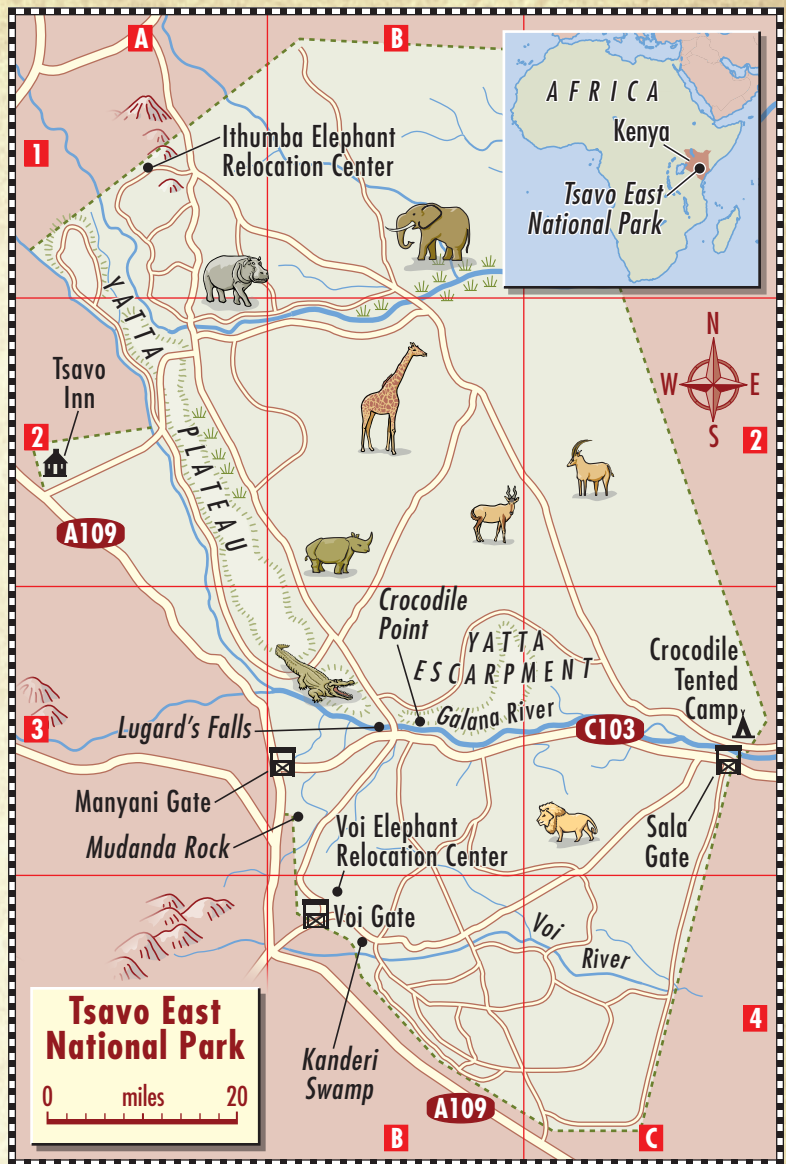 A
B
AFRICA
Kenya
Tsavo East
National Park
1
Ithumba Elephant
Relocation Center
YATTA
PLATEAU
N
W E
S
Tsavo
Inn
2
2
A109
Crocodile
Point
YATTA
ESCARPMENT
Crocodile
Tented
Camp
3
Lugard's Falls
Galana River
C103
Manyani Gate
Mudanda Rock
Voi Elephant
Relocation Center
Sala
Gate
Voi Gate
Voi
River
Tsavo East
National Park
0 miles 20
Kanderi
Swamp
4
A109
B
C